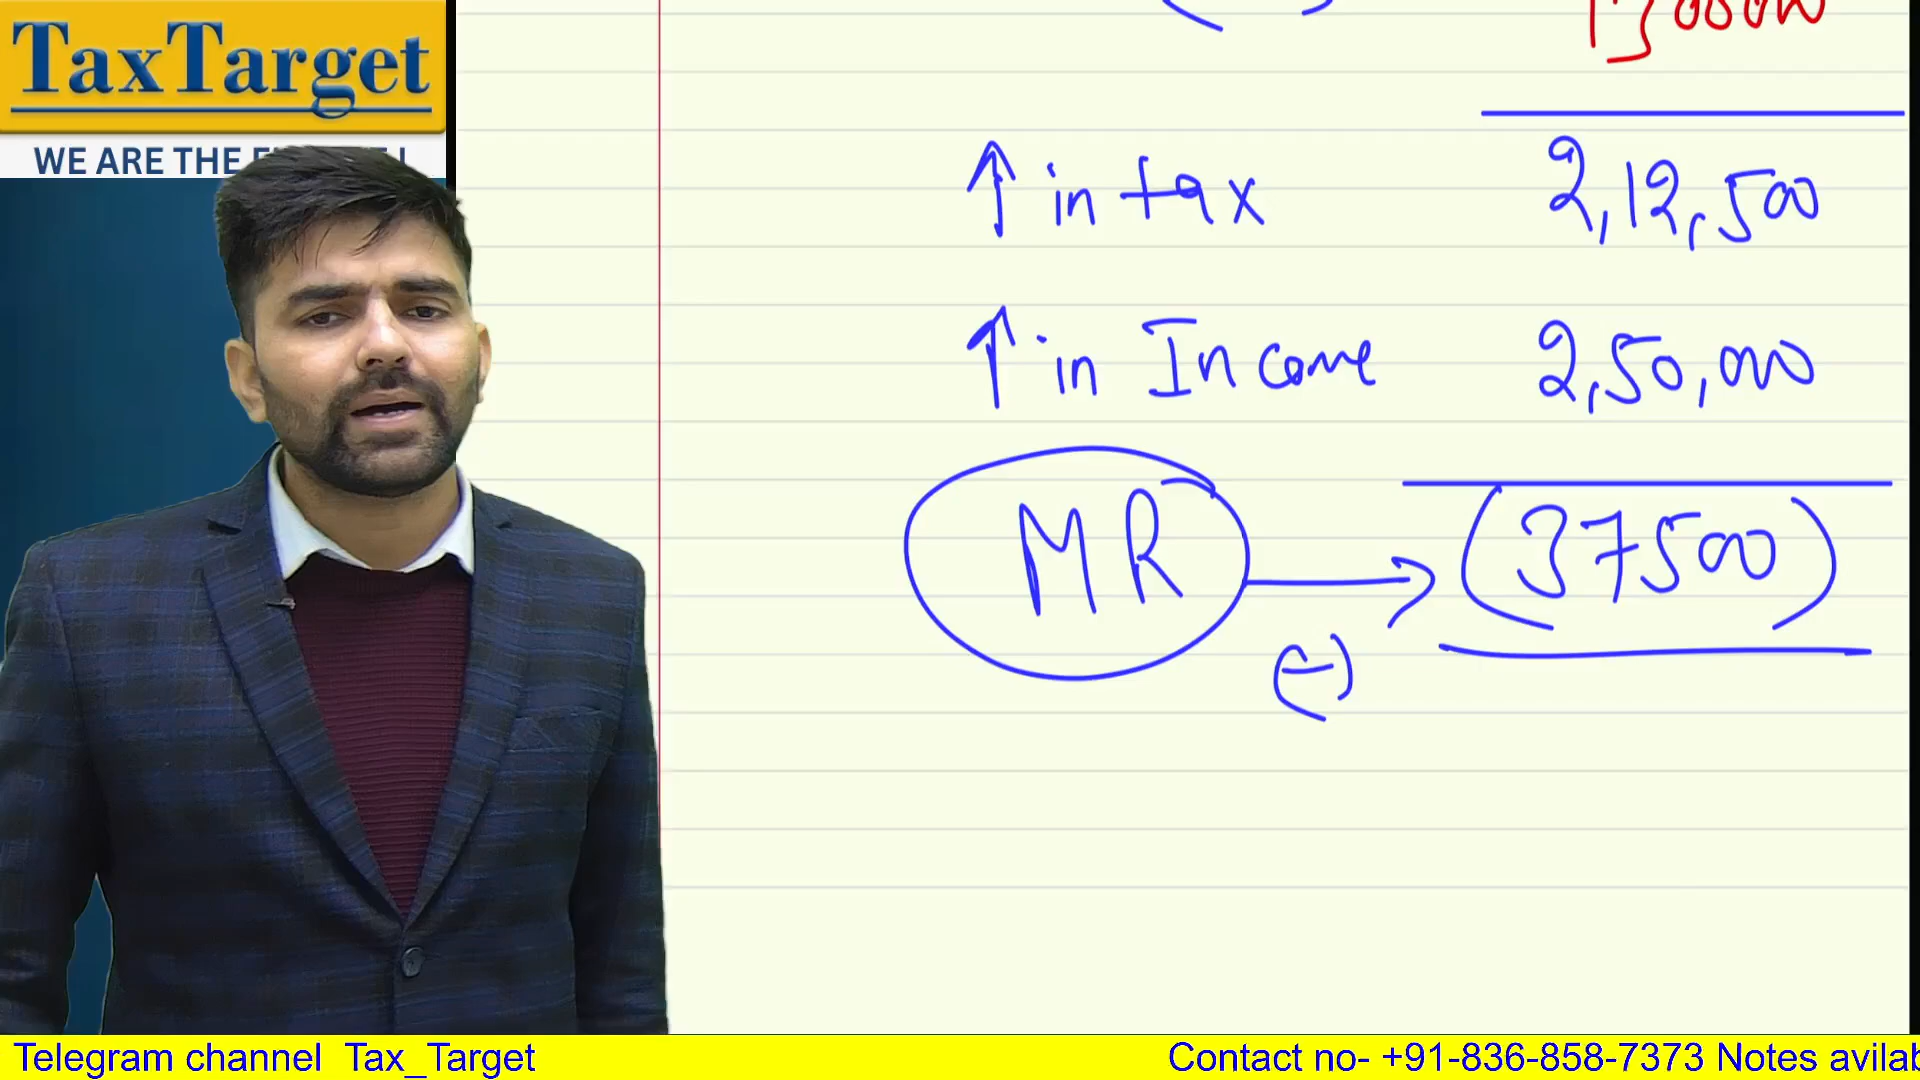 TaxTarget
WE ARE THE
↑ in tax 2,12,500
↑ in Income 2,50,000
MR → (37500)
(-)
Telegram channel Tax_Target
Contact no- +91-836-858-7373 Notes avilab